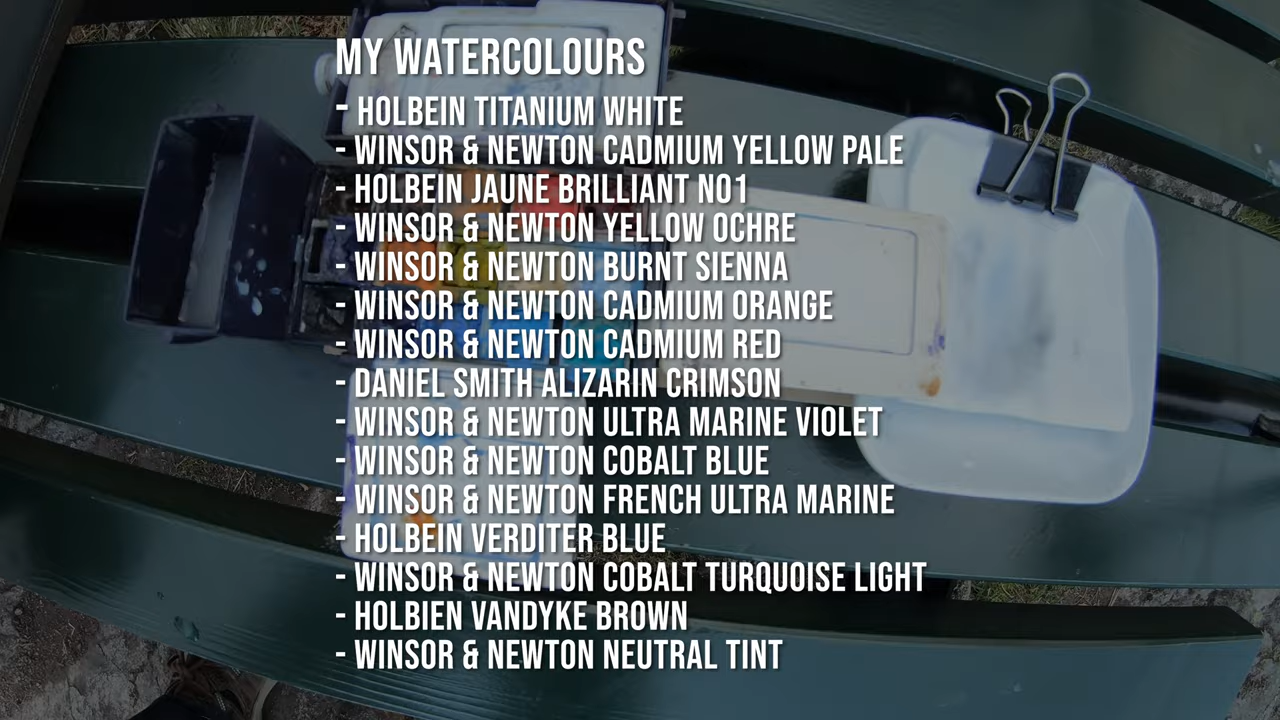 MY WATERCOLOURS
- HOLBEIN TITANIUM WHITE
- WINSOR & NEWTON CADMIUM YELLOW PALE
- HOLBEIN JAUNE BRILLIANT NO1
- WINSOR & NEWTON YELLOW OCHRE
- WINSOR & NEWTON BURNT SIENNA
- WINSOR & NEWTON CADMIUM ORANGE
- WINSOR & NEWTON CADMIUM RED
- DANIEL SMITH ALIZARIN CRIMSON
- WINSOR & NEWTON ULTRA MARINE VIOLET
- WINSOR & NEWTON COBALT BLUE
- WINSOR & NEWTON FRENCH ULTRA MARINE
- HOLBEIN VERDITER BLUE
- WINSOR & NEWTON COBALT TURQUOISE LIGHT
- HOLBIEN VANDYKE BROWN
- WINSOR & NEWTON NEUTRAL TINT